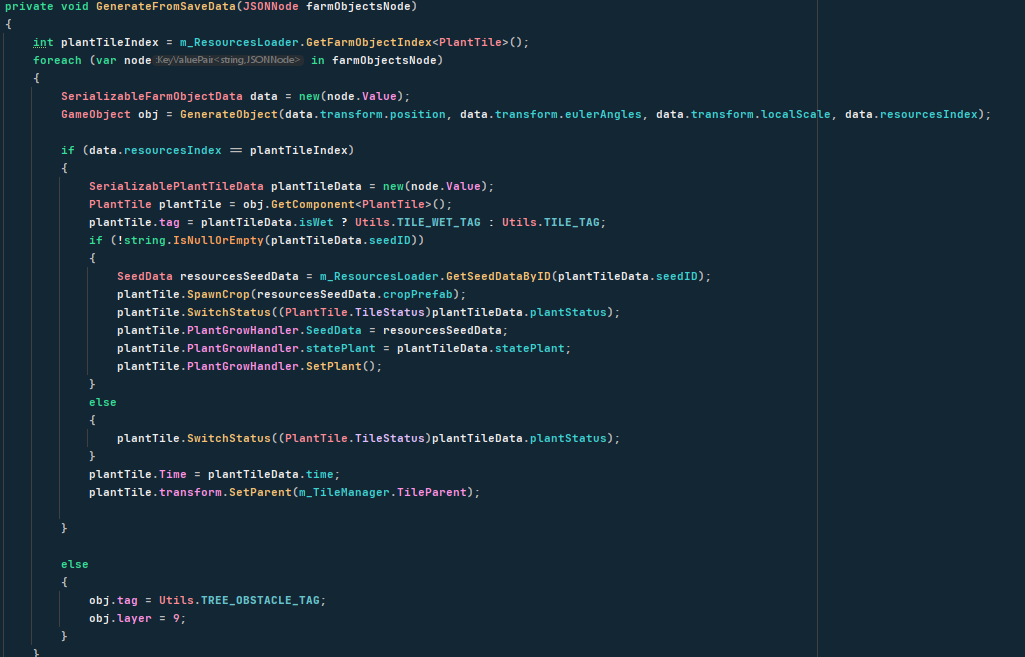 private void GenerateFromSaveData(JSONNode farmObjectsNode)
{
    int plantTileIndex = m_ResourcesLoader.GetFarmObjectIndex<PlantTile>();
    foreach (var node :KeyValuePair<string,JSONNode> in farmObjectsNode)
    {
        SerializableFarmObjectData data = new(node.Value);
        GameObject obj = GenerateObject(data.transform.position, data.transform.eulerAngles, data.transform.localScale, data.resourcesIndex);

        if (data.resourcesIndex == plantTileIndex)
        {
            SerializablePlantTileData plantTileData = new(node.Value);
            PlantTile plantTile = obj.GetComponent<PlantTile>();
            plantTile.tag = plantTileData.isWet ? Utils.TILE_WET_TAG : Utils.TILE_TAG;
            if (!string.IsNullOrEmpty(plantTileData.seedID))
            {
                SeedData resourcesSeedData = m_ResourcesLoader.GetSeedDataByID(plantTileData.seedID);
                plantTile.SpawnCrop(resourcesSeedData.cropPrefab);
                plantTile.SwitchStatus((PlantTile.TileStatus)plantTileData.plantStatus);
                plantTile.PlantGrowHandler.SeedData = resourcesSeedData;
                plantTile.PlantGrowHandler.statePlant = plantTileData.statePlant;
                plantTile.PlantGrowHandler.SetPlant();
            }
            else
            {
                plantTile.SwitchStatus((PlantTile.TileStatus)plantTileData.plantStatus);
            }
            plantTile.Time = plantTileData.time;
            plantTile.transform.SetParent(m_TileManager.TileParent);

        }

        else
        {
            obj.tag = Utils.TREE_OBSTACLE_TAG;
            obj.layer = 9;
        }
    }